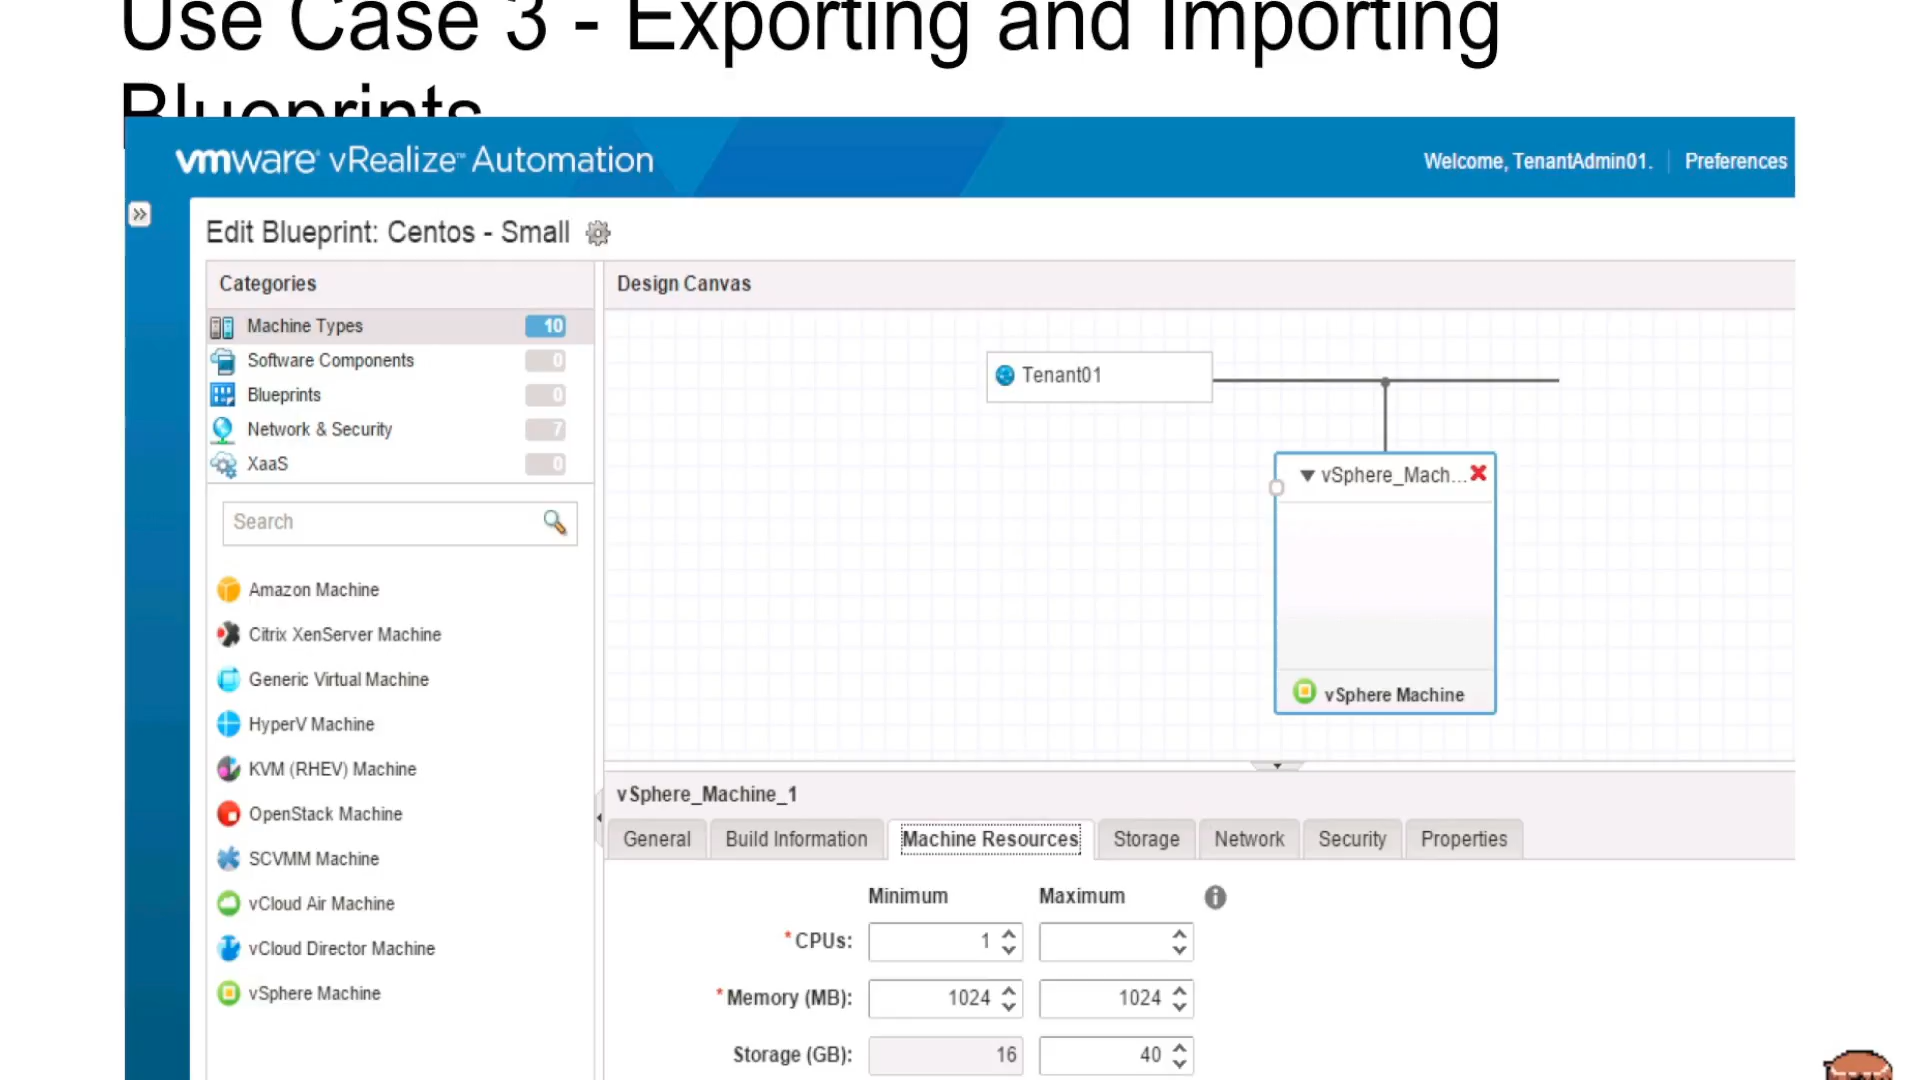 Use Case 3 - Exporting and Importing
Blueprints
vmware® vRealize™ Automation
Welcome, TenantAdmin01.
Preferences
Edit Blueprint: Centos - Small
Categories
Machine Types 10
Software Components 0
Blueprints 0
Network & Security 7
XaaS 0
Search
Amazon Machine
Citrix XenServer Machine
Generic Virtual Machine
HyperV Machine
KVM (RHEV) Machine
OpenStack Machine
SCVMM Machine
vCloud Air Machine
vCloud Director Machine
vSphere Machine
Design Canvas
Tenant01
vSphere_Mach...
vSphere Machine
vSphere_Machine_1
General Build Information Machine Resources Storage Network Security Properties
Minimum Maximum
*CPUs: 1
*Memory (MB): 1024 1024
Storage (GB): 16 40